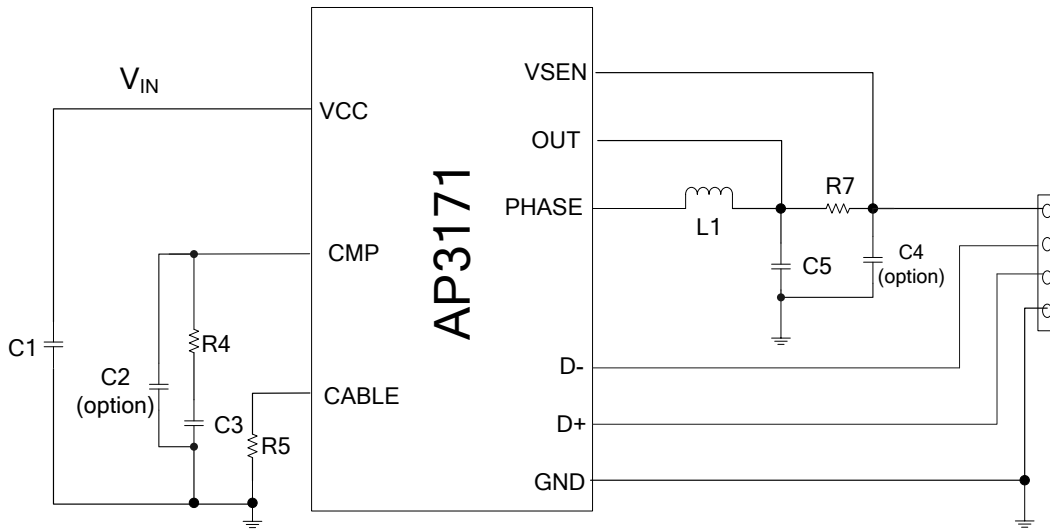 V_IN
VCC
CMP
CABLE
C1
C2
(option)
R4
C3
R5
AP3171
VSEN
OUT
PHASE
D-
D+
GND
L1
R7
C5
C4
(option)